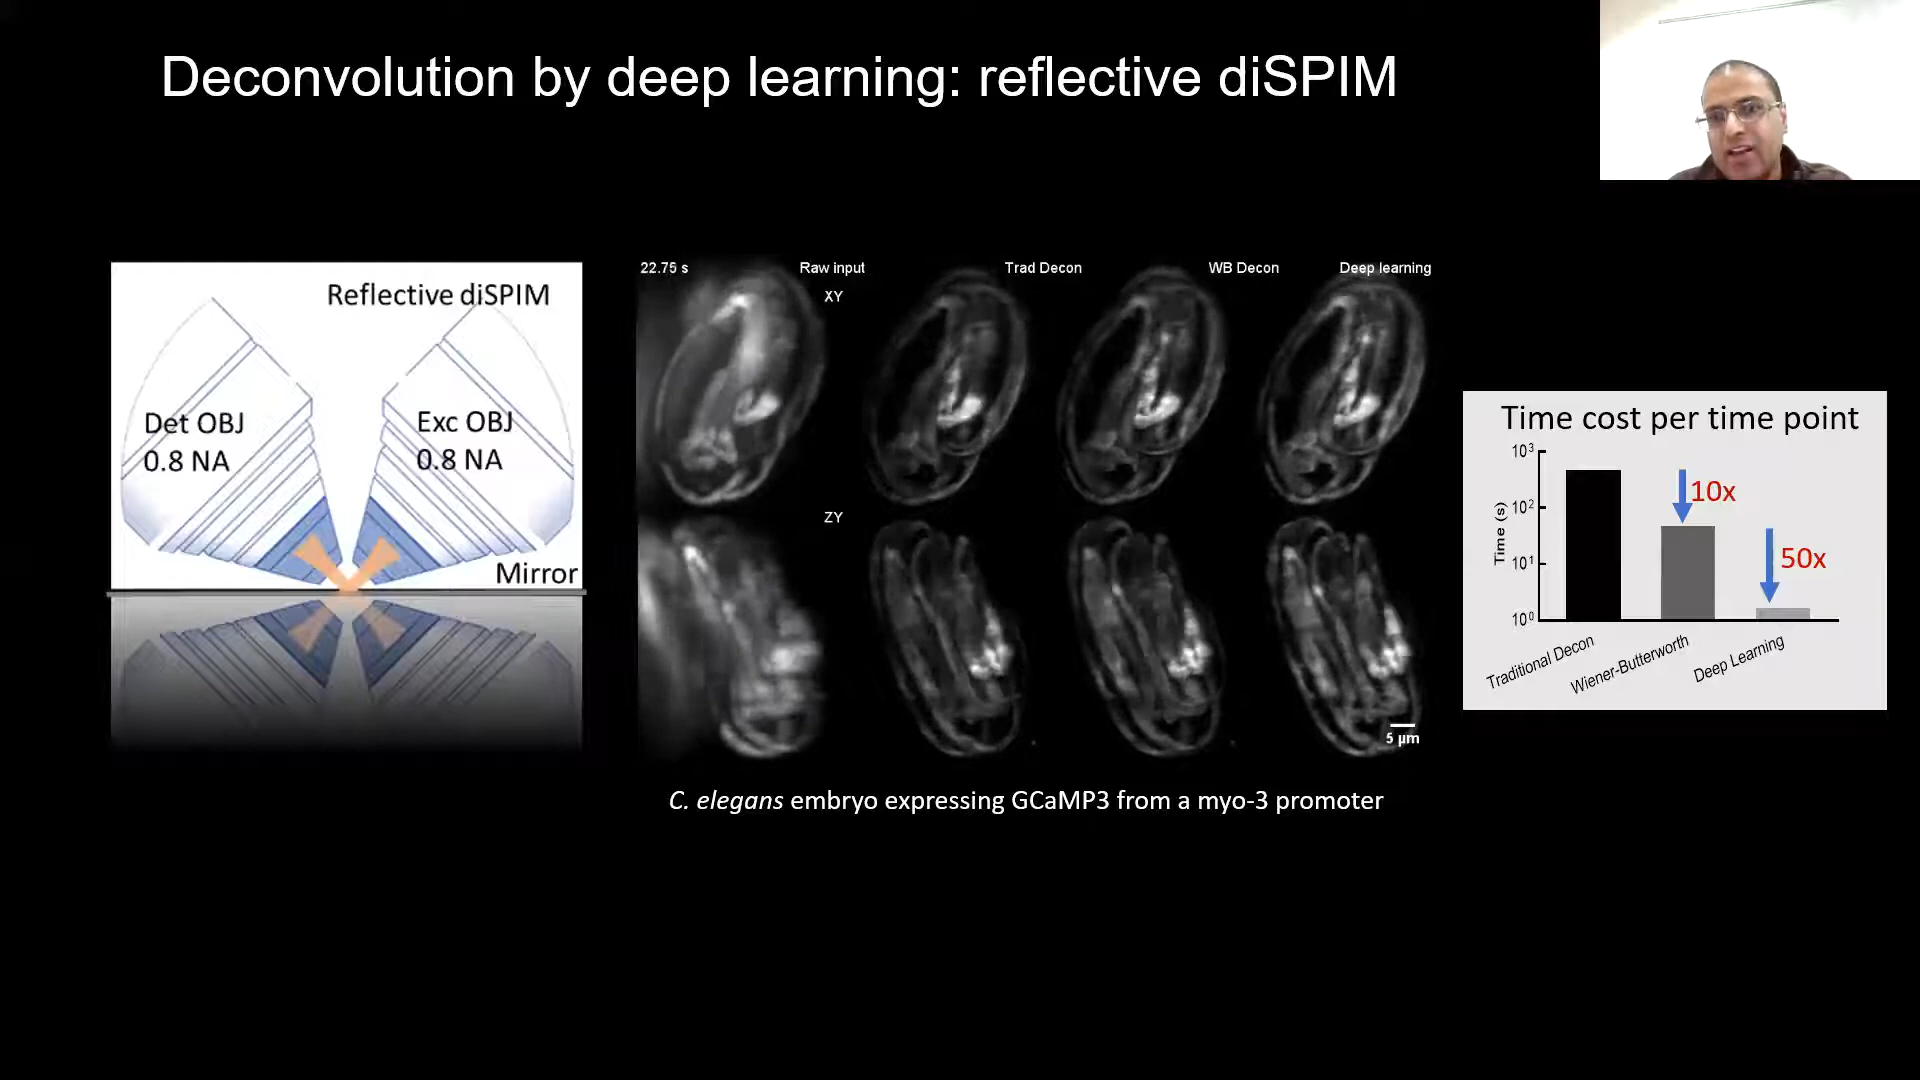 Deconvolution by deep learning: reflective diSPIM
Reflective diSPIM
Det OBJ
0.8 NA
Exc OBJ
0.8 NA
Mirror
22.75 s
Raw input
Trad Decon
WB Decon
Deep learning
XY
ZY
5 µm
C. elegans embryo expressing GCaMP3 from a myo-3 promoter
Time cost per time point
Time (s)
10³
10²
10¹
10⁰
10x
50x
Traditional Decon
Wiener-Butterworth
Deep Learning